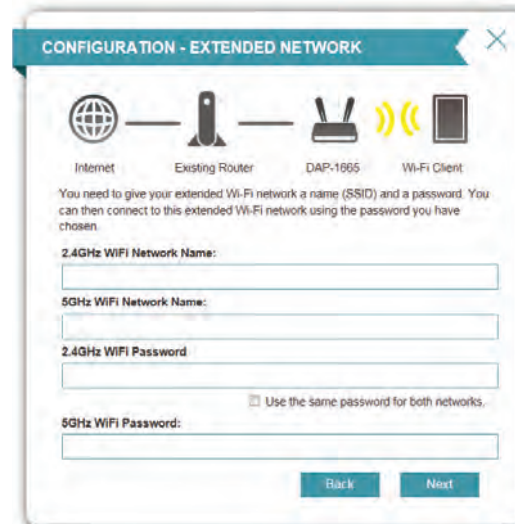 CONFIGURATION - EXTENDED NETWORK
Internet Existing Router DAP-1665 Wi-Fi Client
You need to give your extended Wi-Fi network a name (SSID) and a password. You
can then connect to this extended Wi-Fi network using the password you have
chosen.
2.4GHz WiFi Network Name:
5GHz WiFi Network Name:
2.4GHz WiFi Password
Use the same password for both networks.
5GHz WiFi Password:
Back Next